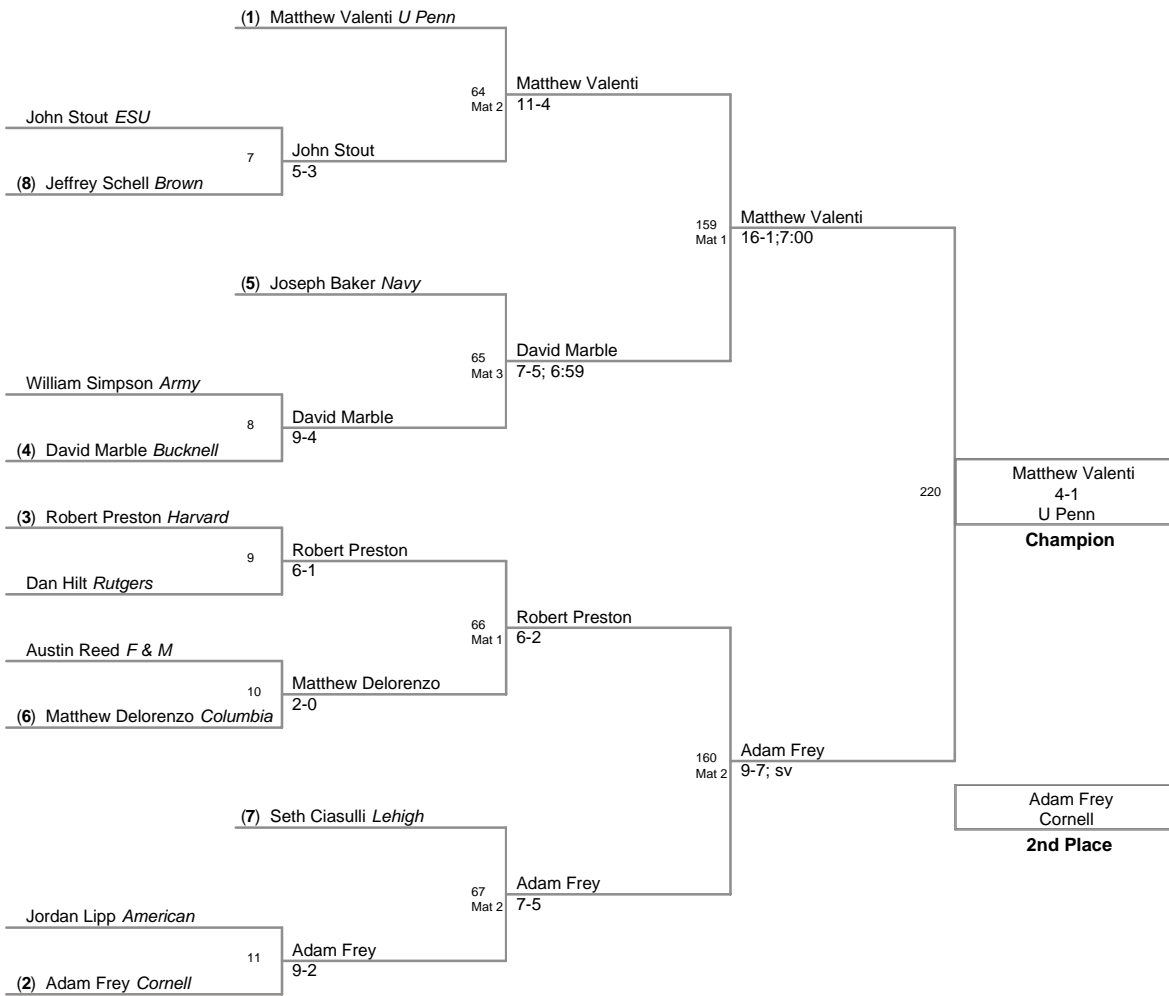 (1) Matthew Valenti U Penn
64
Mat 2
Matthew Valenti
11-4
John Stout ESU
7
John Stout
5-3
(8) Jeffrey Schell Brown
159
Mat 1
Matthew Valenti
16-1;7:00
(5) Joseph Baker Navy
65
Mat 3
David Marble
7-5; 6:59
William Simpson Army
8
David Marble
9-4
(4) David Marble Bucknell
220
Matthew Valenti
4-1
U Penn
Champion
(3) Robert Preston Harvard
9
Robert Preston
6-1
Dan Hilt Rutgers
66
Mat 1
Robert Preston
6-2
Austin Reed F & M
10
Matthew Delorenzo
2-0
(6) Matthew Delorenzo Columbia
160
Mat 2
Adam Frey
9-7; sv
Adam Frey
Cornell
2nd Place
(7) Seth Ciasulli Lehigh
67
Mat 2
Adam Frey
7-5
Jordan Lipp American
11
Adam Frey
9-2
(2) Adam Frey Cornell